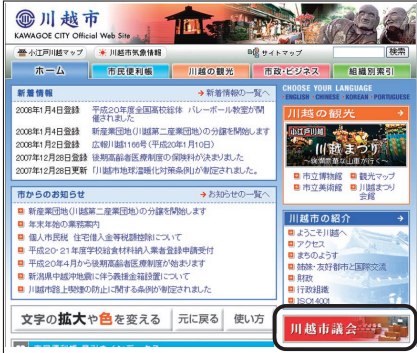 川越市
KAWAGOE CITY Official Web Site
小江戸川越マップ
川越市気象情報
サイトマップ
検索
ホーム
市民便利帳
川越の観光
市政・ビジネス
組織別索引
新着情報
→新着情報の一覧へ
2008年1月4日登録 平成20年度全国高校総体 バレーボール教室が開催されました
2008年1月4日登録 新産業団地(川越第二産業団地)の分譲を開始します
2008年1月2日登録 広報川越1166号(平成20年1月10日)
2007年12月28日登録 後期高齢者医療制度の保険料が決まりました
2007年12月28日更新 「川越市地球温暖化対策条例」が制定されました。
市からのお知らせ
→お知らせの一覧へ
新産業団地(川越第二産業団地)の分譲を開始します
年末年始の業務案内
個人市民税 住宅借入金等税額控除について
平成20・21年度学校給食材料納入業者登録申請受付
平成20年4月から後期高齢者医療制度が始まります
新潟県中越沖地震に伴う義援金箱設置について
川越市路上喫煙の防止に関する条例が制定されました
文字の拡大や色を変える
元に戻る
使い方
CHOOSE YOUR LANGUAGE
・ENGLISH・CHINESE・KOREAN・PORTUGUESE
川越の観光
小江戸川越
川越まつり
市立博物館
観光マップ
市立美術館
川越まつり会館
川越市の紹介
ようこそ川越へ
アクセス
まちのようす
姉妹・友好都市と国際交流
財政
行政組織
ISO14001
川越市議会